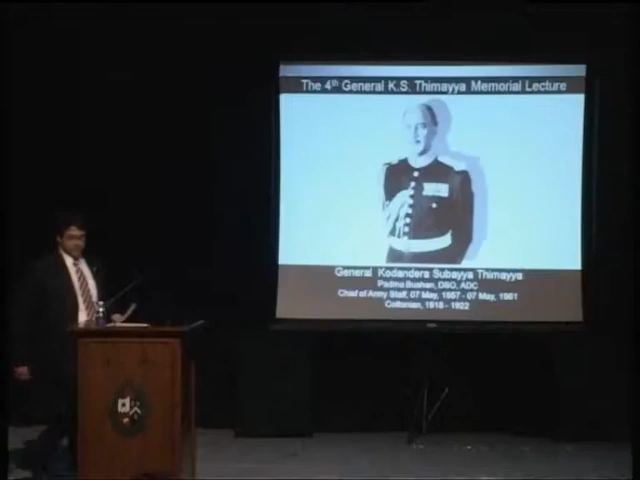 The 4th General K.S. Thimayya Memorial Lecture
General Kodandera Subayya Thimayya
Padma Bushan, DSO, ADC
Chief of Army Staff, 07 May, 1957 - 07 May, 1961
Cottonian, 1918 - 1922